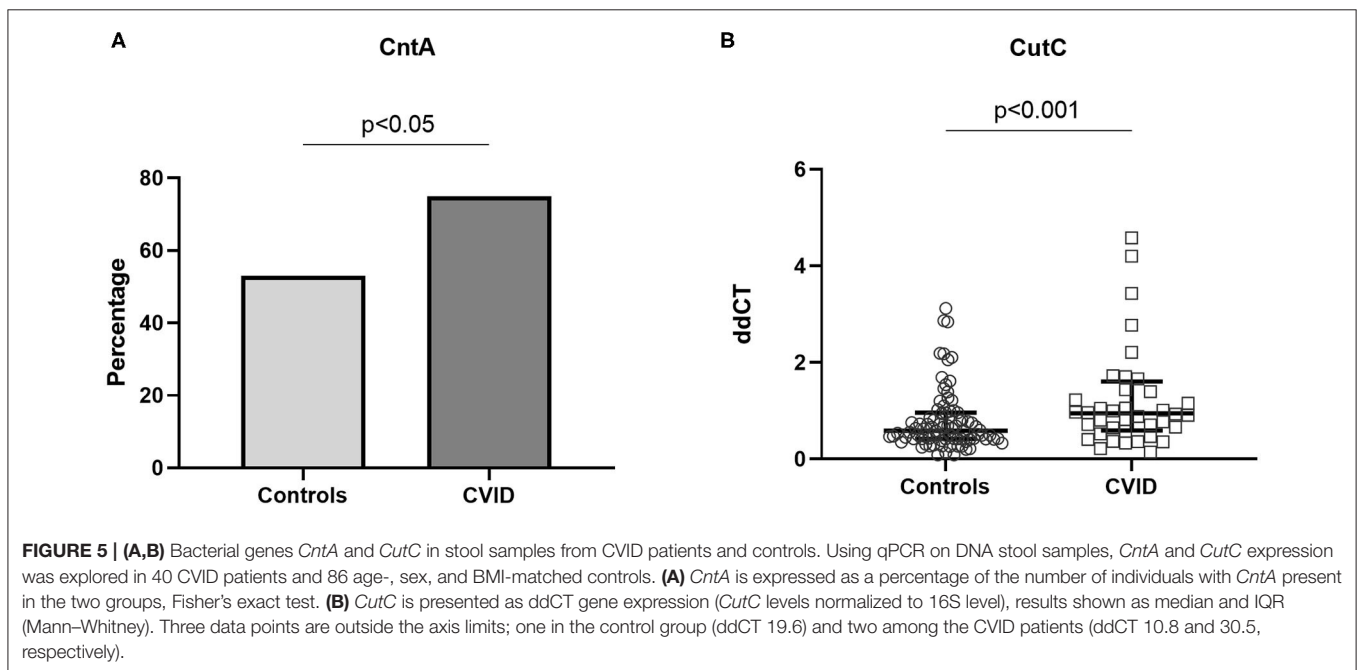 A
CntA
p<0.05
80
60
40
20
0
Percentage
Controls
CVID
B
CutC
p<0.001
6
4
2
0
ddCT
Controls
CVID
FIGURE 5 | (A,B) Bacterial genes CntA and CutC in stool samples from CVID patients and controls. Using qPCR on DNA stool samples, CntA and CutC expression
was explored in 40 CVID patients and 86 age-, sex, and BMI-matched controls. (A) CntA is expressed as a percentage of the number of individuals with CntA present
in the two groups, Fisher's exact test. (B) CutC is presented as ddCT gene expression (CutC levels normalized to 16S level), results shown as median and IQR
(Mann–Whitney). Three data points are outside the axis limits; one in the control group (ddCT 19.6) and two among the CVID patients (ddCT 10.8 and 30.5,
respectively).